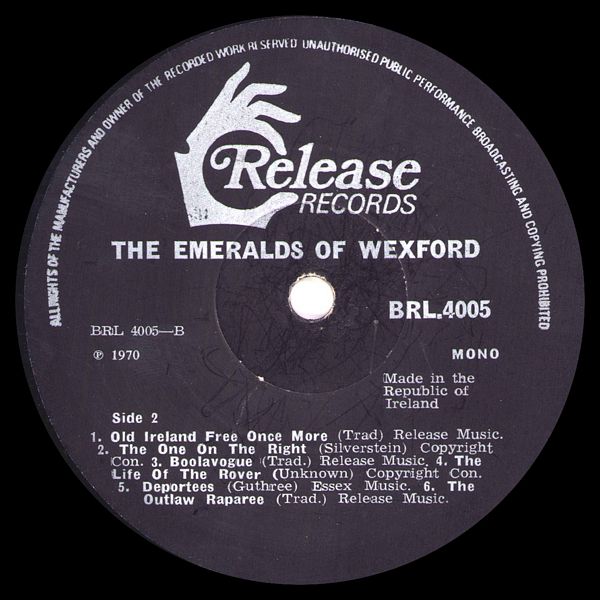 ALL RIGHTS OF THE MANUFACTURERS AND OWNER OF THE RECORDED WORK RESERVED UNAUTHORISED PUBLIC PERFORMANCE BROADCASTING AND COPYING PROHIBITED
Release
RECORDS
THE EMERALDS OF WEXFORD
BRL.4005
BRL 4005—B
℗ 1970
MONO
Made in the
Republic of
Ireland
Side 2
1. Old Ireland Free Once More (Trad) Release Music.
2. The One On The Right (Silverstein) Copyright
Con. 3. Boolavogue (Trad.) Release Music. 4. The
Life Of The Rover (Unknown) Copyright Con.
5. Deportees (Guthree) Essex Music. 6. The
Outlaw Raparee (Trad.) Release Music.